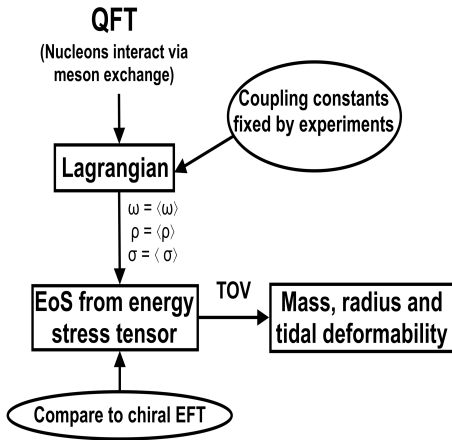 QFT
(Nucleons interact via
meson exchange)
Coupling constants
fixed by experiments
Lagrangian
ω = ⟨ω⟩
ρ = ⟨ρ⟩
σ = ⟨ σ⟩
EoS from energy
stress tensor
TOV
Mass, radius and
tidal deformability
Compare to chiral EFT